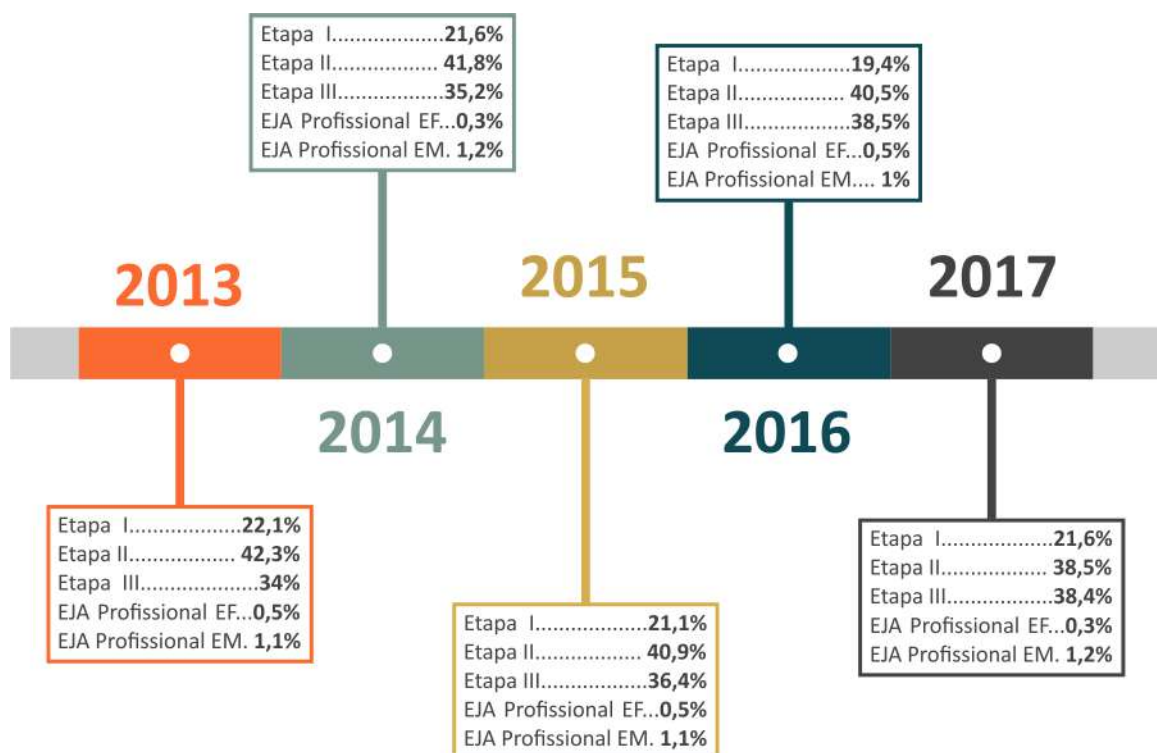 2013
Etapa I...................22,1%
Etapa II................... 42,3%
Etapa III...................34%
EJA Profissional EF...0,5%
EJA Profissional EM. 1,1%
Etapa I...................21,6%
Etapa II................... 41,8%
Etapa III...................35,2%
EJA Profissional EF...0,3%
EJA Profissional EM. 1,2%
2014
2015
Etapa I...................21,1%
Etapa II................... 40,9%
Etapa III...................36,4%
EJA Profissional EF...0,5%
EJA Profissional EM. 1,1%
Etapa I...................19,4%
Etapa II................... 40,5%
Etapa III...................38,5%
EJA Profissional EF...0,5%
EJA Profissional EM.... 1%
2016
2017
Etapa I...................21,6%
Etapa II................... 38,5%
Etapa III...................38,4%
EJA Profissional EF...0,3%
EJA Profissional EM. 1,2%